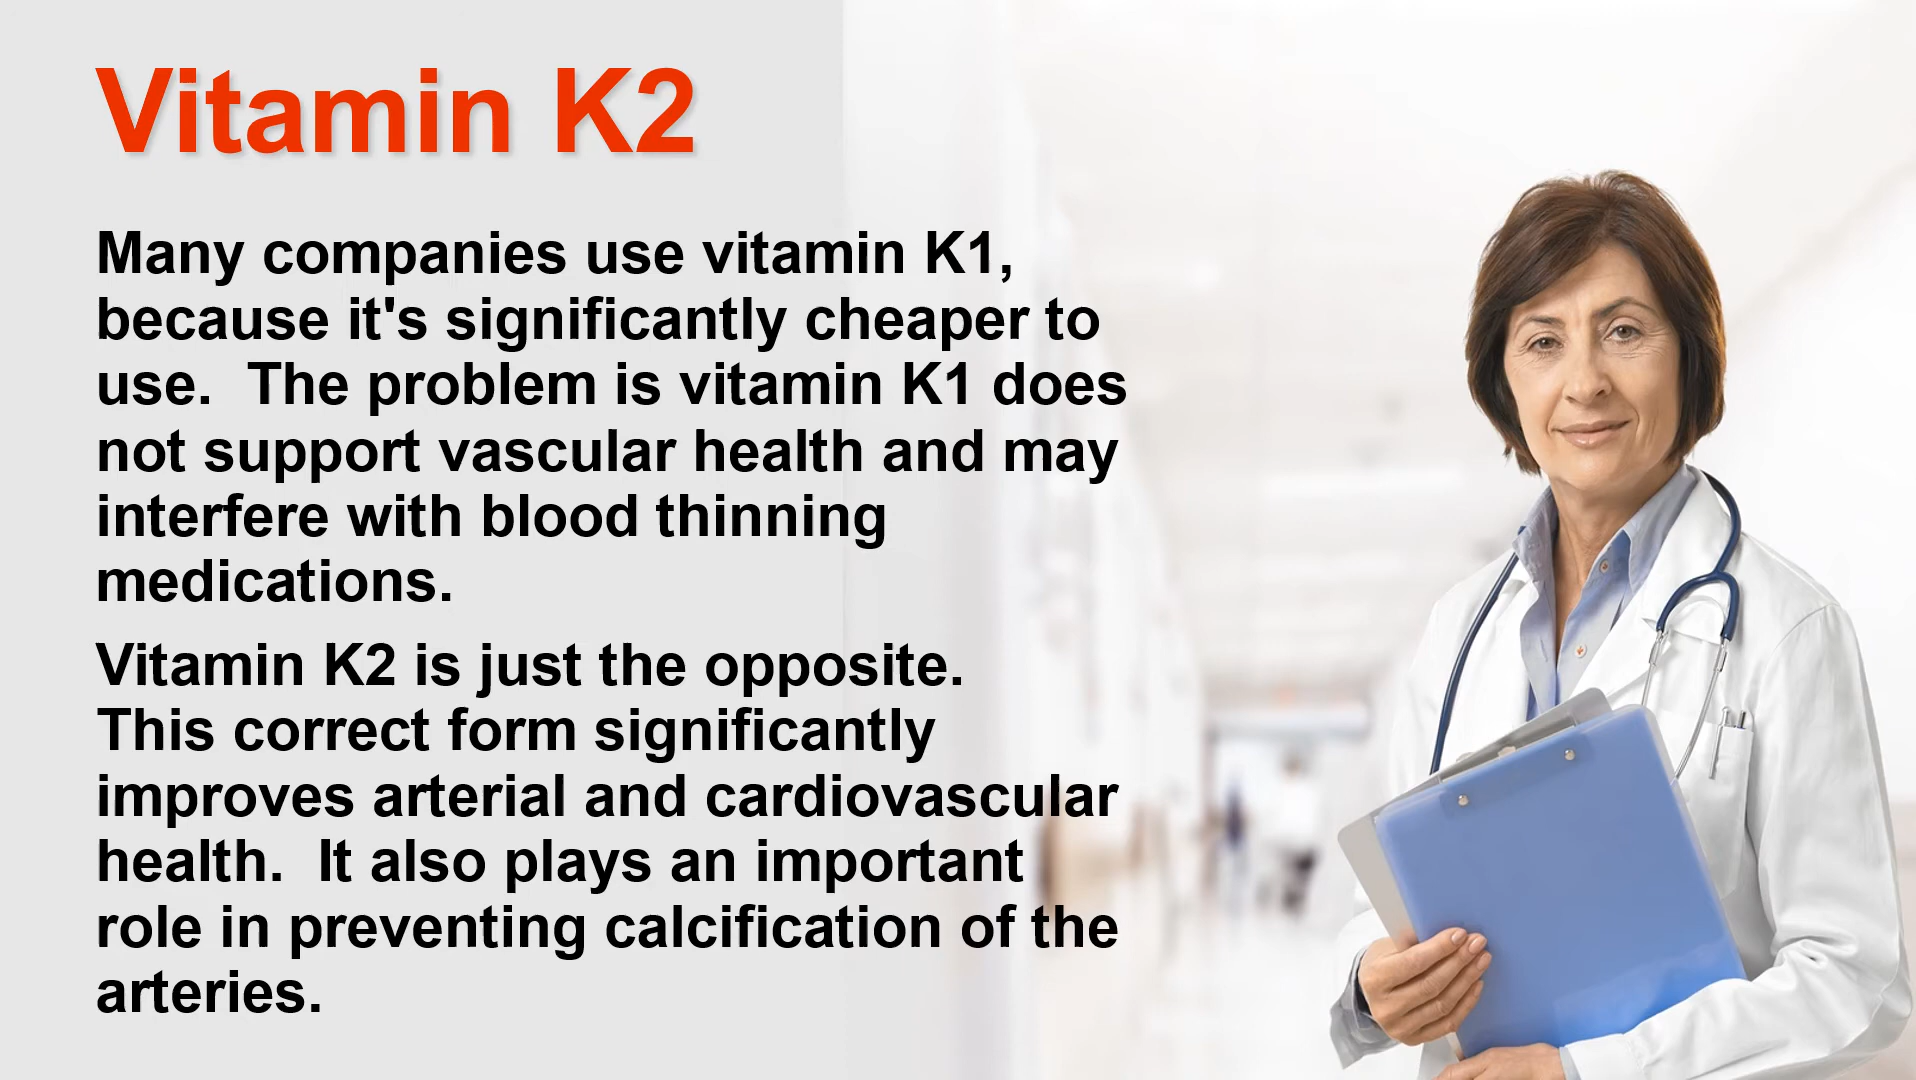 Vitamin K2
Many companies use vitamin K1,
because it's significantly cheaper to
use.  The problem is vitamin K1 does
not support vascular health and may
interfere with blood thinning
medications.
Vitamin K2 is just the opposite.
This correct form significantly
improves arterial and cardiovascular
health.  It also plays an important
role in preventing calcification of the
arteries.